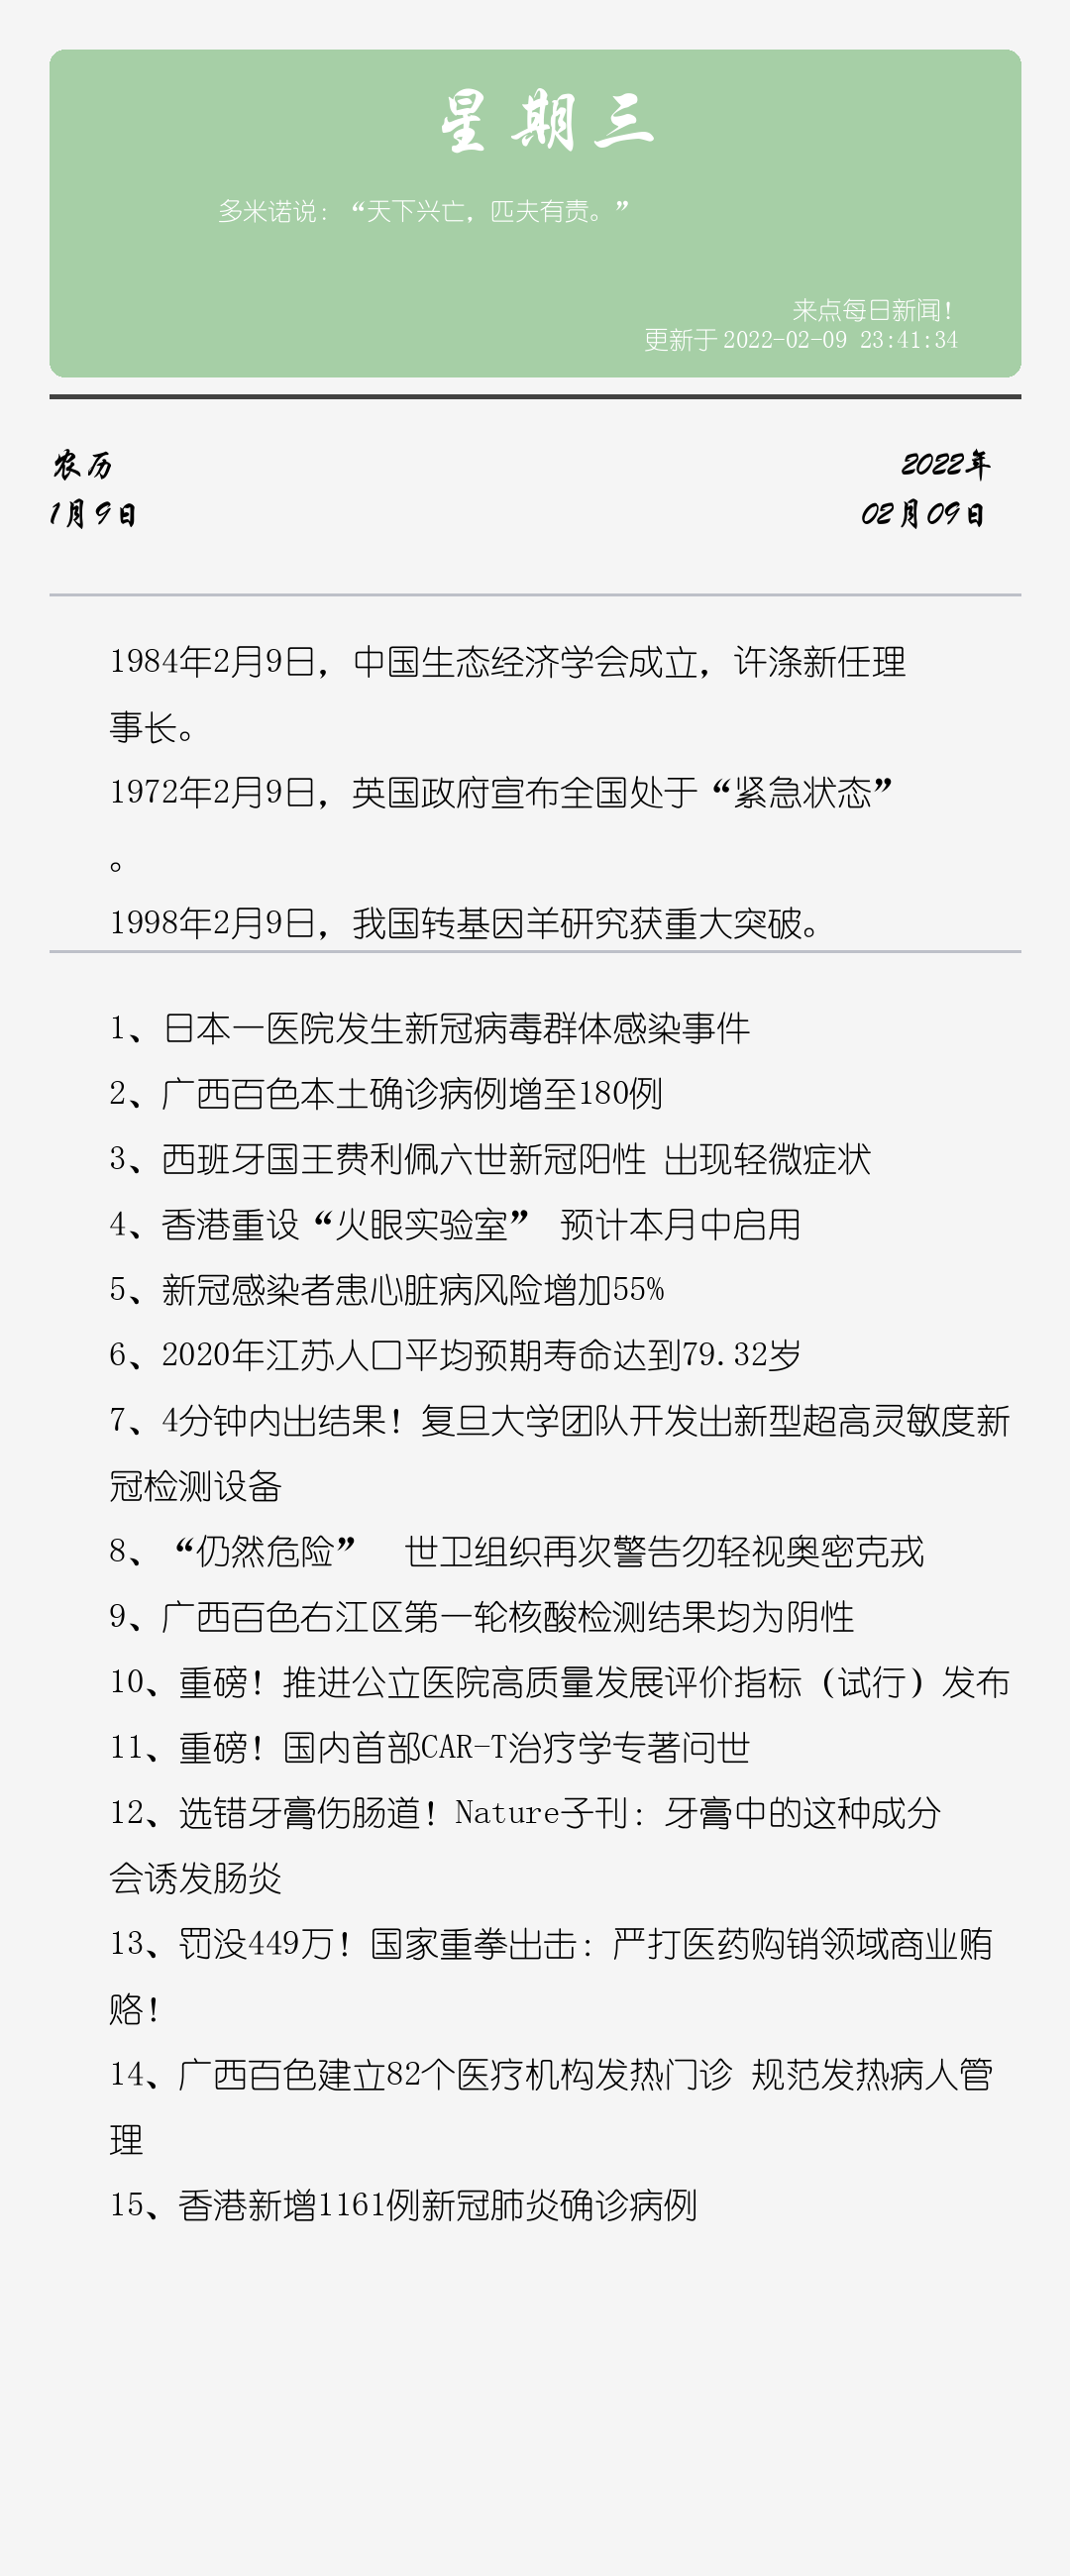 星期三
多米诺说：“天下兴亡，匹夫有责。”
来点每日新闻！
更新于 2022-02-09 23:41:34
农历
2022年
1月9日
02月09日
1984年2月9日，中国生态经济学会成立，许涤新任理
事长。
1972年2月9日，英国政府宣布全国处于“紧急状态”
。
1998年2月9日，我国转基因羊研究获重大突破。
1、日本一医院发生新冠病毒群体感染事件
2、广西百色本土确诊病例增至180例
3、西班牙国王费利佩六世新冠阳性 出现轻微症状
4、香港重设“火眼实验室” 预计本月中启用
5、新冠感染者患心脏病风险增加55%
6、2020年江苏人口平均预期寿命达到79.32岁
7、4分钟内出结果！复旦大学团队开发出新型超高灵敏度新
冠检测设备
8、“仍然危险”  世卫组织再次警告勿轻视奥密克戎
9、广西百色右江区第一轮核酸检测结果均为阴性
10、重磅！推进公立医院高质量发展评价指标（试行）发布
11、重磅！国内首部CAR-T治疗学专著问世
12、选错牙膏伤肠道！Nature子刊：牙膏中的这种成分
会诱发肠炎
13、罚没449万！国家重拳出击：严打医药购销领域商业贿
赂！
14、广西百色建立82个医疗机构发热门诊 规范发热病人管
理
15、香港新增1161例新冠肺炎确诊病例